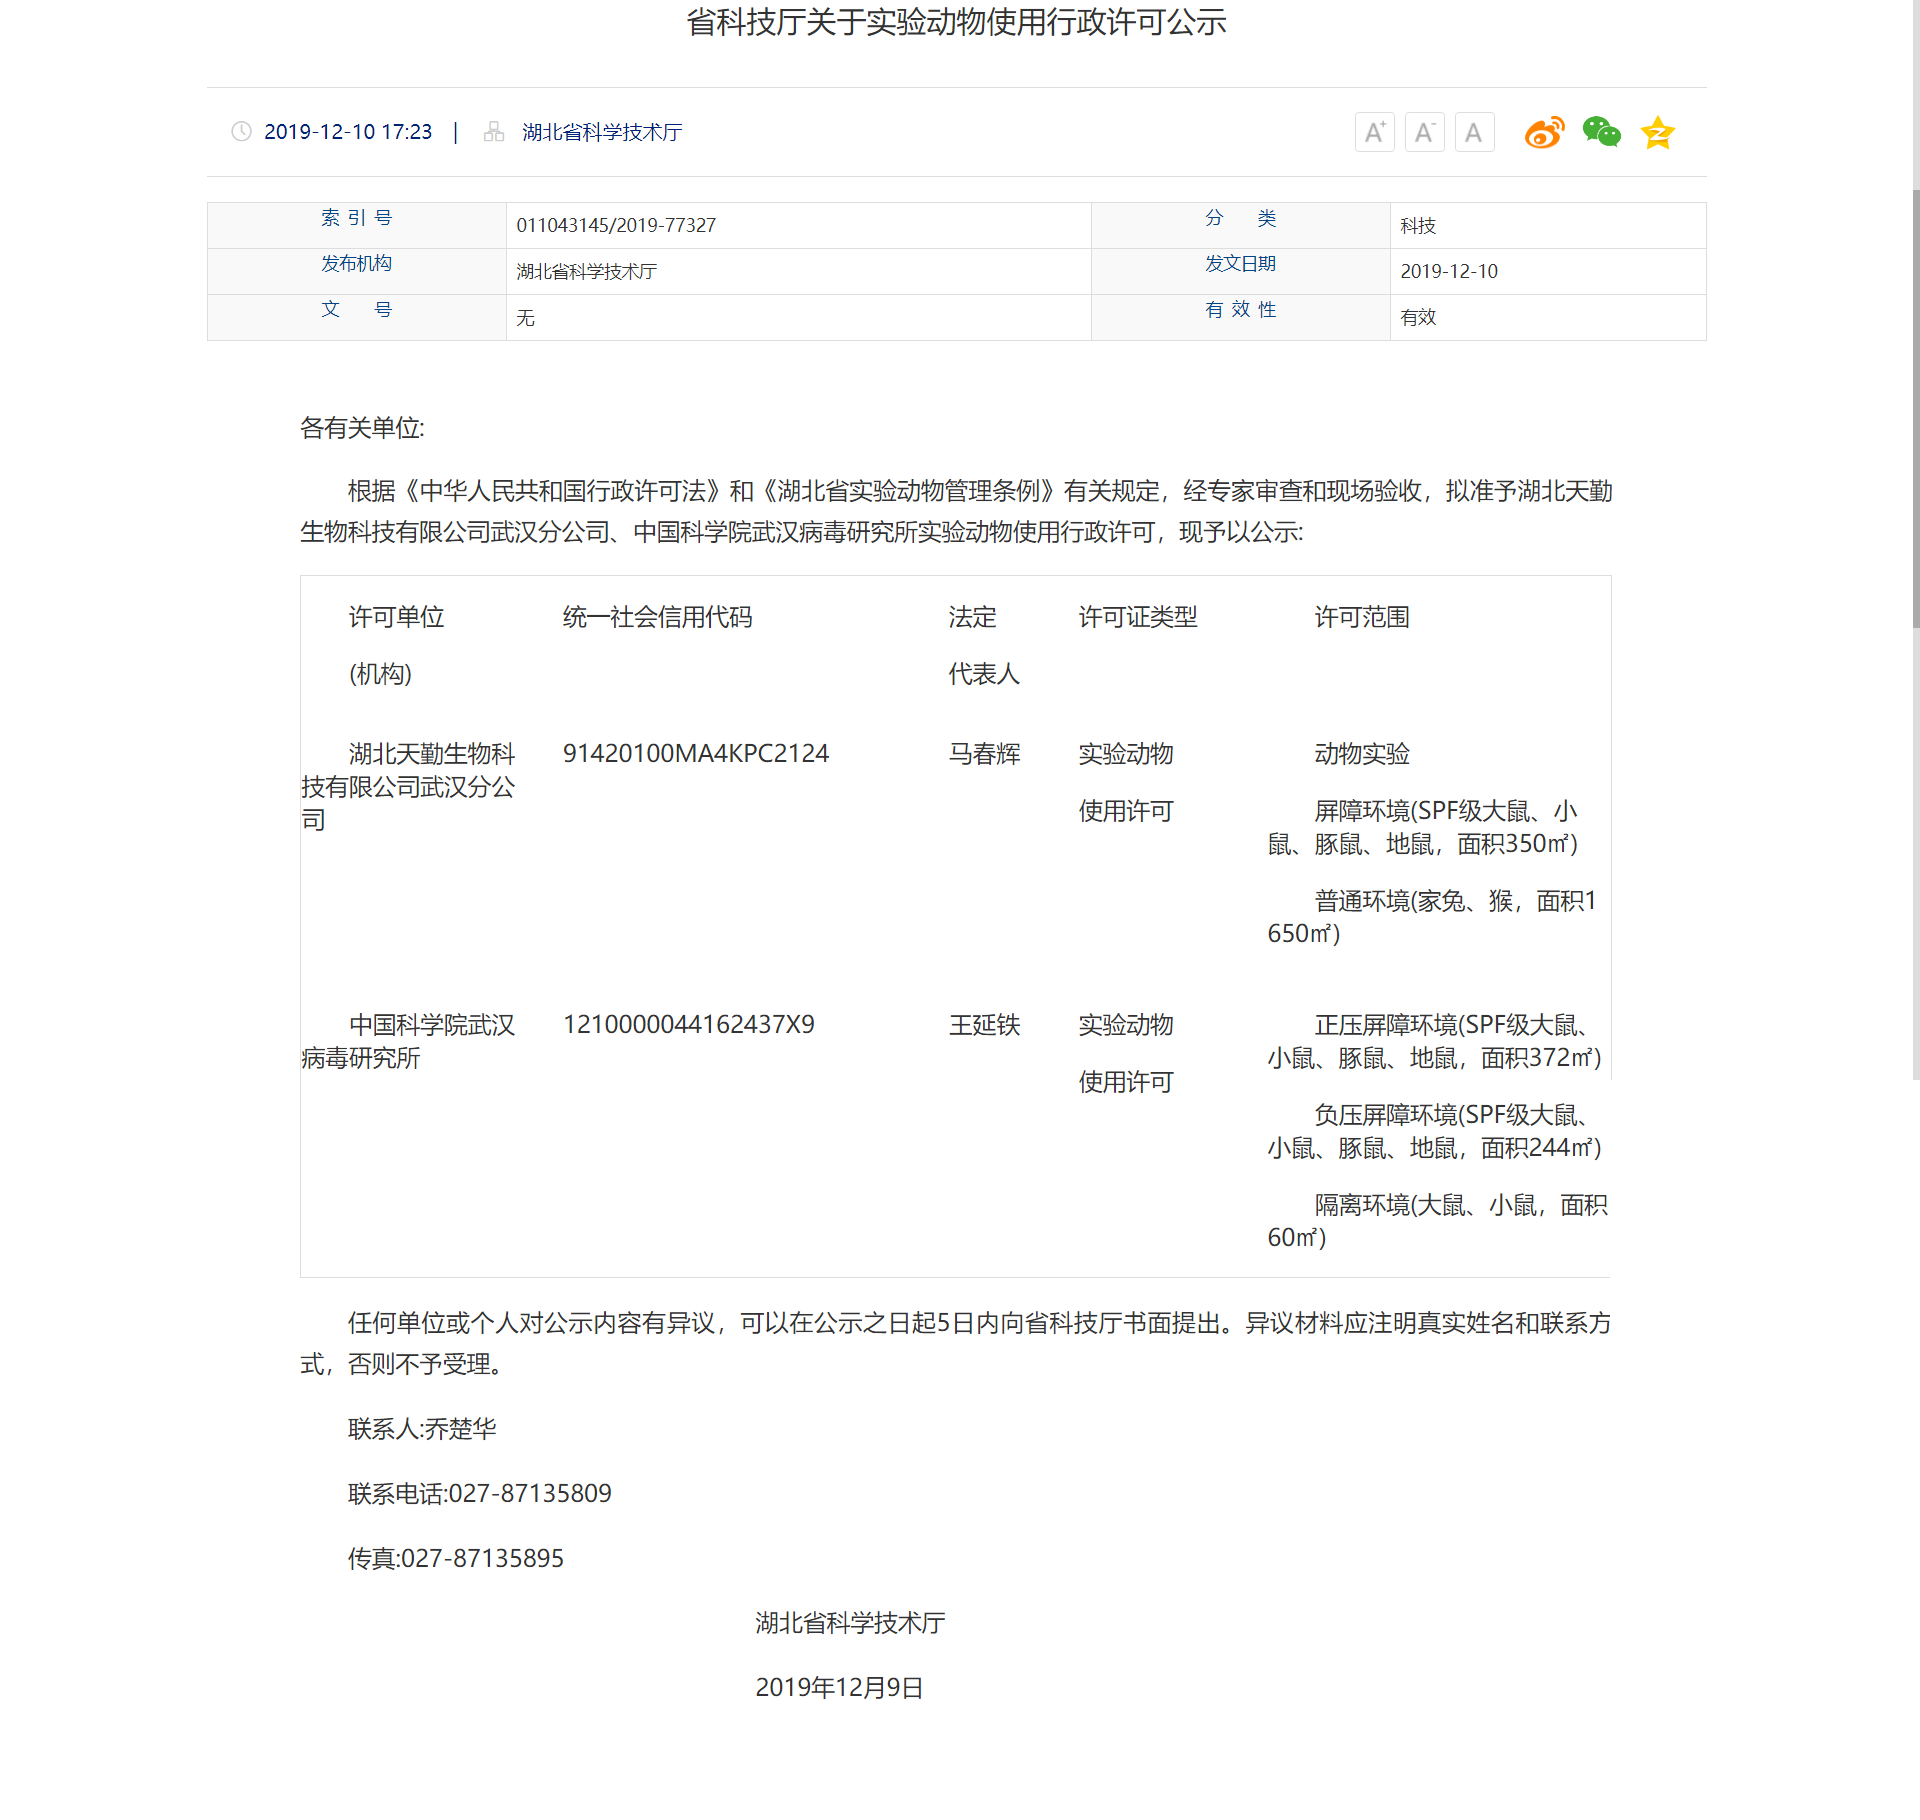 省科技厅关于实验动物使用行政许可公示
2019-12-10 17:23 | 湖北省科学技术厅 A+ A- A
索 引 号 011043145/2019-77327 分 类 科技
发布机构 湖北省科学技术厅 发文日期 2019-12-10
文 号 无 有 效 性 有效
各有关单位:
根据《中华人民共和国行政许可法》和《湖北省实验动物管理条例》有关规定，经专家审查和现场验收，拟准予湖北天勤
生物科技有限公司武汉分公司、中国科学院武汉病毒研究所实验动物使用行政许可，现予以公示:
许可单位 统一社会信用代码 法定 许可证类型 许可范围
(机构) 代表人
湖北天勤生物科 91420100MA4KPC2124 马春辉 实验动物 动物实验
技有限公司武汉分公
司
使用许可
屏障环境(SPF级大鼠、小
鼠、豚鼠、地鼠，面积350㎡)
普通环境(家兔、猴，面积1
650㎡)
中国科学院武汉 1210000044162437X9 王延轶 实验动物 正压屏障环境(SPF级大鼠、
病毒研究所 小鼠、豚鼠、地鼠，面积372㎡)
使用许可
负压屏障环境(SPF级大鼠、
小鼠、豚鼠、地鼠，面积244㎡)
隔离环境(大鼠、小鼠，面积
60㎡)
任何单位或个人对公示内容有异议，可以在公示之日起5日内向省科技厅书面提出。异议材料应注明真实姓名和联系方
式，否则不予受理。
联系人:乔楚华
联系电话:027-87135809
传真:027-87135895
湖北省科学技术厅
2019年12月9日